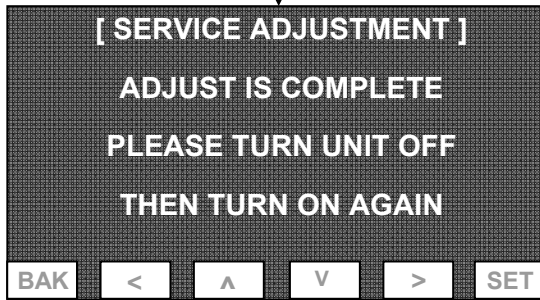 [ SERVICE ADJUSTMENT ]
ADJUST IS COMPLETE
PLEASE TURN UNIT OFF
THEN TURN ON AGAIN
BAK < ∧ V > SET